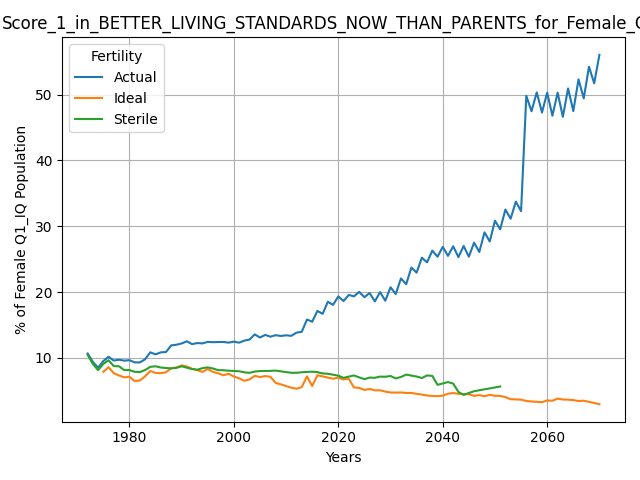 Score_1_in_BETTER_LIVING_STANDARDS_NOW_THAN_PARENTS_for_Female_
Fertility
Actual
Ideal
Sterile
% of Female Q1_IQ Population
50
40
30
20
10
1980 2000 2020 2040 2060
Years